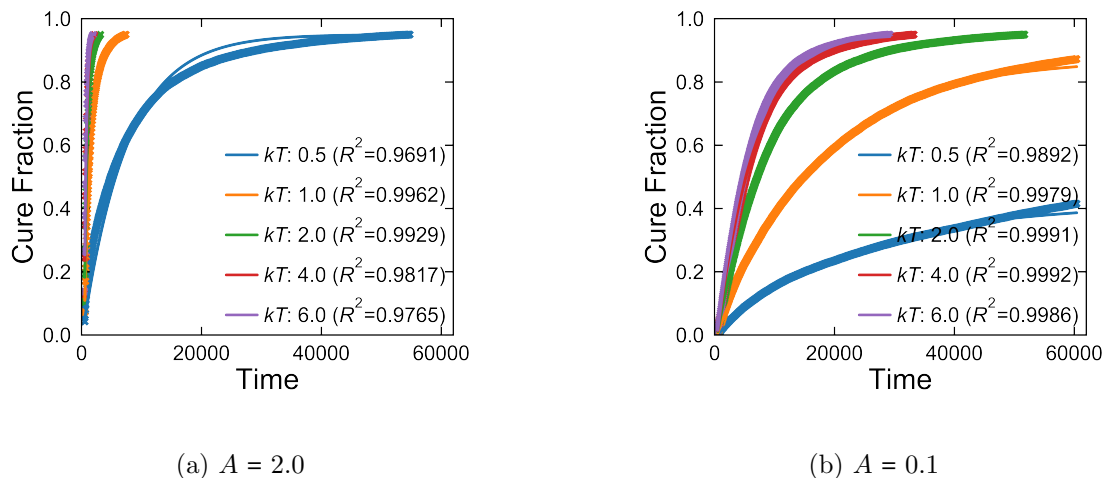 1.0
0.8
0.6
0.4
0.2
0.0
Cure Fraction
kT: 0.5 (R²=0.9691)
kT: 1.0 (R²=0.9962)
kT: 2.0 (R²=0.9929)
kT: 4.0 (R²=0.9817)
kT: 6.0 (R²=0.9765)
0 20000 40000 60000
Time
(a) A = 2.0
1.0
0.8
0.6
0.4
0.2
0.0
Cure Fraction
kT: 0.5 (R²=0.9892)
kT: 1.0 (R²=0.9979)
kT: 2.0 (R²=0.9991)
kT: 4.0 (R²=0.9992)
kT: 6.0 (R²=0.9986)
0 20000 40000 60000
Time
(b) A = 0.1